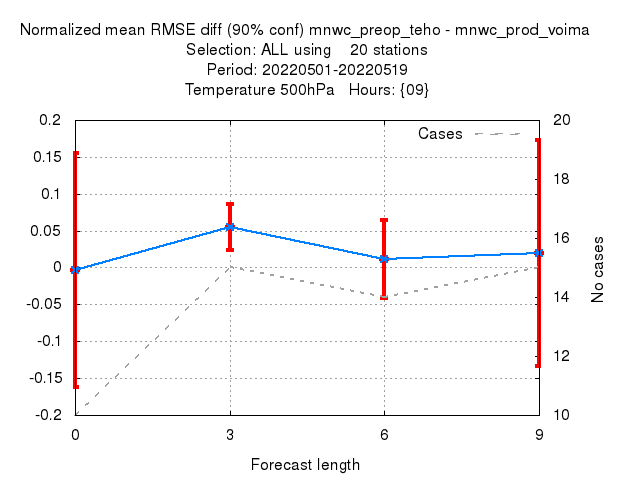 Normalized mean RMSE diff (90% conf) mnwc_preop_teho - mnwc_prod_voima
Selection: ALL using    20 stations
Period: 20220501-20220519
Temperature 500hPa   Hours: {09}
Cases
0.2
0.15
0.1
0.05
0
-0.05
-0.1
-0.15
-0.2
20
18
16
14
12
10
No cases
0 3 6 9
Forecast length